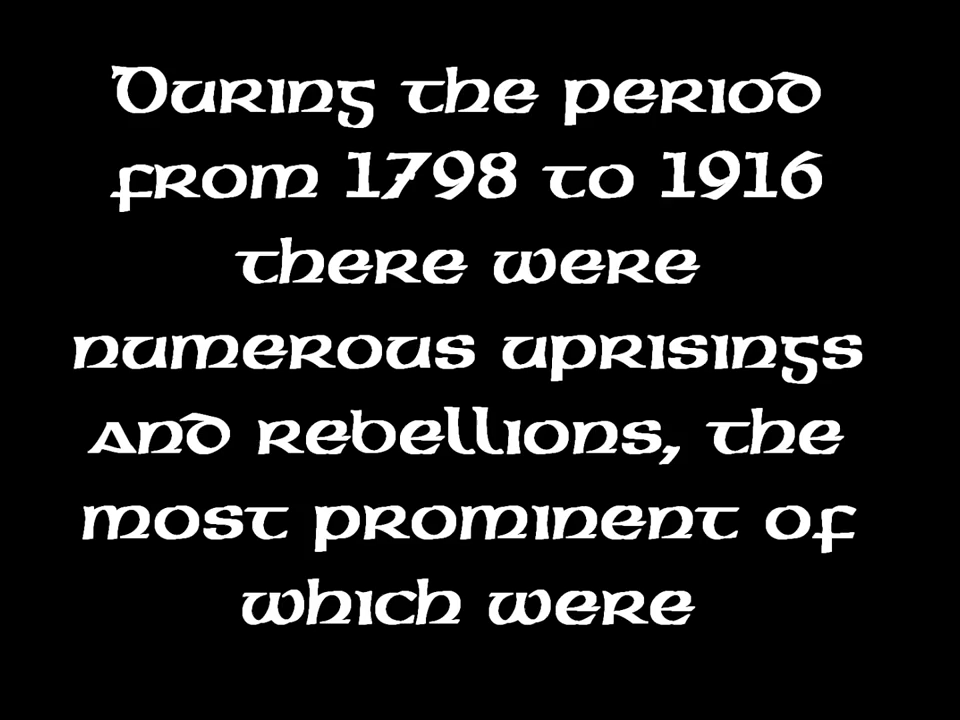 During the period
from 1798 to 1916
there were
numerous uprisings
and rebellions, the
most prominent of
which were